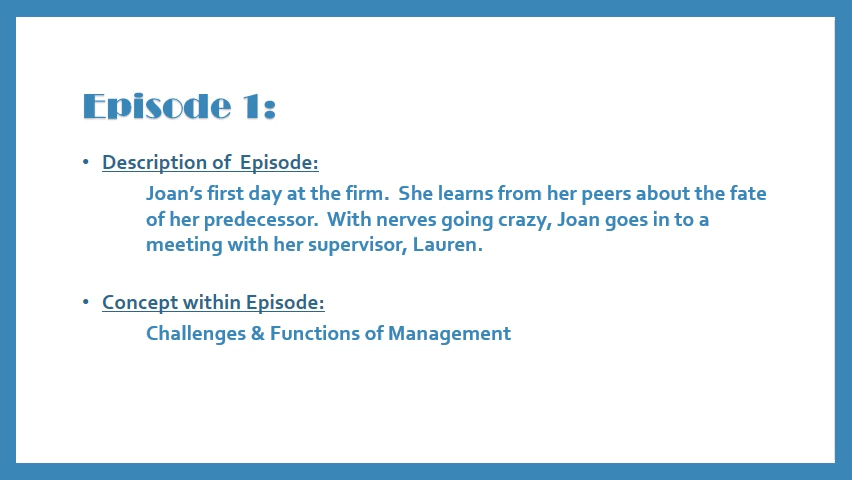 Episode 1:
• Description of  Episode:
Joan’s first day at the firm.  She learns from her peers about the fate
of her predecessor.  With nerves going crazy, Joan goes in to a
meeting with her supervisor, Lauren.
• Concept within Episode:
Challenges & Functions of Management